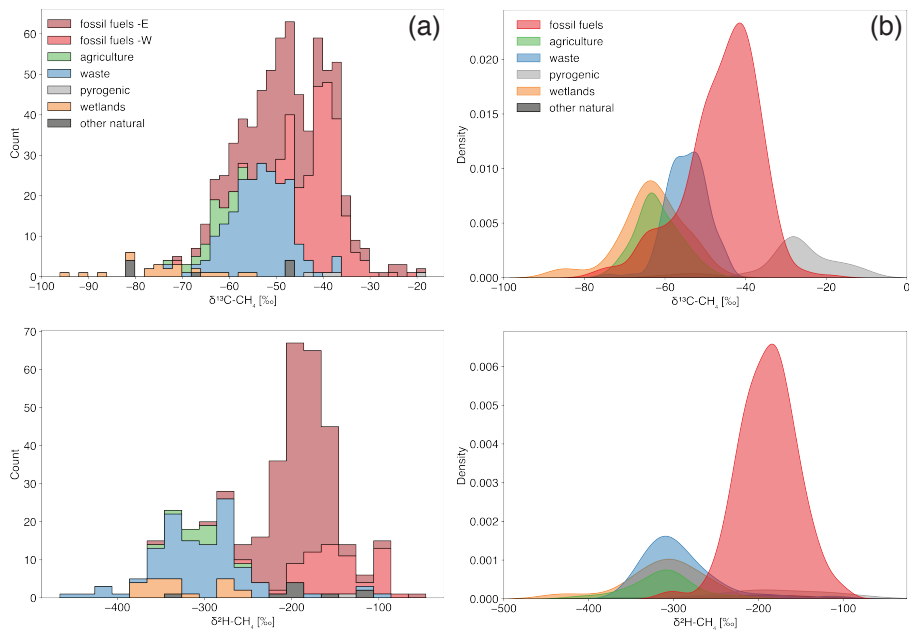 (a)
fossil fuels -E
fossil fuels -W
agriculture
waste
pyrogenic
wetlands
other natural
Count
60
50
40
30
20
10
0
−100 −90 −80 −70 −60 −50 −40 −30 −20
δ¹³C-CH₄ [‰]
(b)
fossil fuels
agriculture
waste
pyrogenic
wetlands
other natural
Density
0.020
0.015
0.010
0.005
0.000
−100 −80 −60 −40 −20 0
δ¹³C-CH₄ [‰]
Count
70
60
50
40
30
20
10
0
−400 −300 −200 −100
δ²H-CH₄ [‰]
Density
0.006
0.005
0.004
0.003
0.002
0.001
0.000
−500 −400 −300 −200 −100
δ²H-CH₄ [‰]